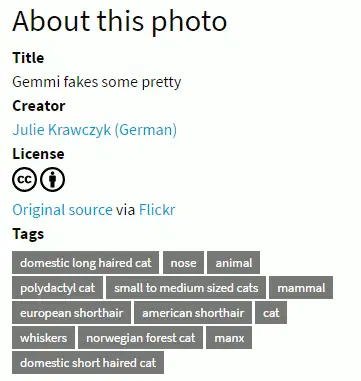 About this photo
Title
Gemmi fakes some pretty
Creator
Julie Krawczyk (German)
License
cc
Original source via Flickr
Tags
domestic long haired cat nose animal
polydactyl cat small to medium sized cats mammal
european shorthair american shorthair cat
whiskers norwegian forest cat manx
domestic short haired cat